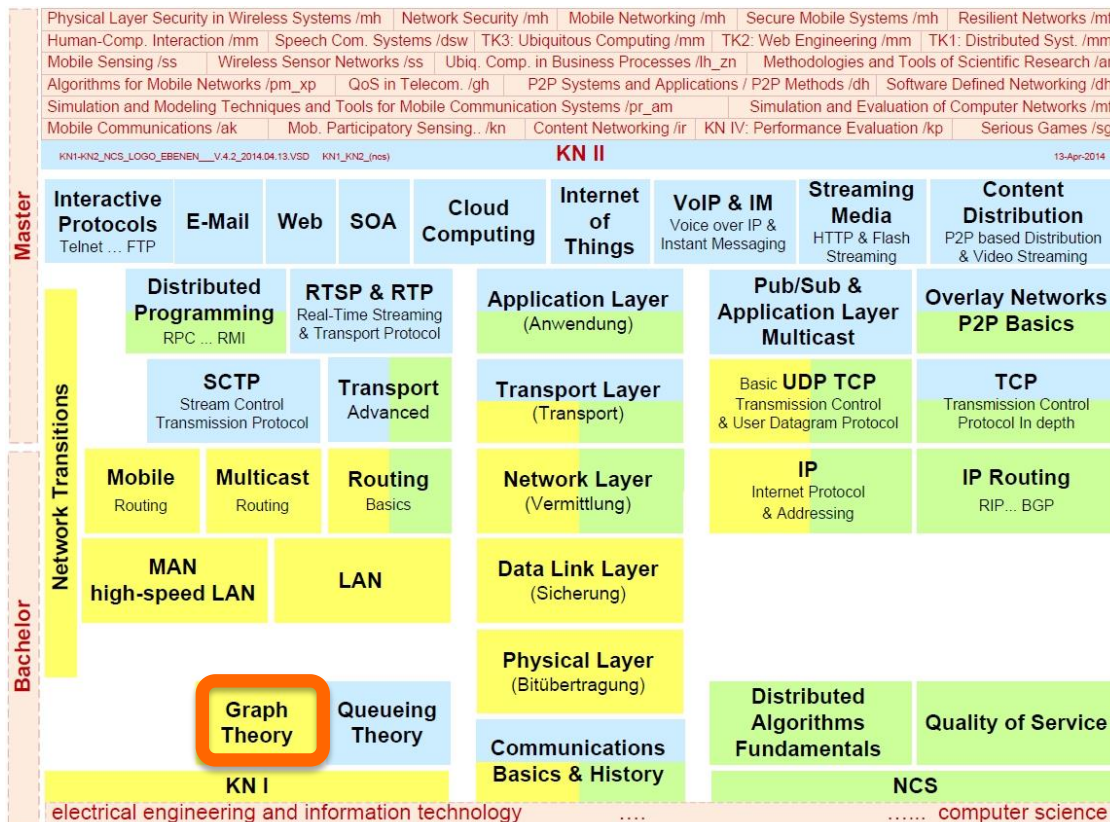 Physical Layer Security in Wireless Systems /mh | Network Security /mh | Mobile Networking /mh | Secure Mobile Systems /mh | Resilient Networks
Human-Comp. Interaction /mm | Speech Com. Systems /dsw | TK3: Ubiquitous Computing /mm | TK2: Web Engineering /mm | TK1: Distributed Syst. /mm
Mobile Sensing /ss | Wireless Sensor Networks /ss | Ubiq. Comp. in Business Processes /lh_zn | Methodologies and Tools of Scientific Research
Algorithms for Mobile Networks /pm_xp | QoS in Telecom. /gh | P2P Systems and Applications / P2P Methods /dh | Software Defined Networking /dh
Simulation and Modeling Techniques and Tools for Mobile Communication Systems /pr_am | Simulation and Evaluation of Computer Networks
Mobile Communications /ak | Mob. Participatory Sensing.. /kn | Content Networking /ir | KN IV: Performance Evaluation /kp | Serious Games /sg
KN1-KN2_NCS_LOGO_EBENEN___V.4.2_2014.04.13.VSD KN1_KN2_(ncs) KN II 13-Apr-2014
Master
Bachelor
Network Transitions
Interactive
Protocols
Telnet ... FTP
E-Mail
Web
SOA
Cloud
Computing
Internet
of
Things
VoIP & IM
Voice over IP &
Instant Messaging
Streaming
Media
HTTP & Flash
Streaming
Content
Distribution
P2P based Distribution
& Video Streaming
Distributed
Programming
RPC ... RMI
RTSP & RTP
Real-Time Streaming
& Transport Protocol
Application Layer
(Anwendung)
Pub/Sub &
Application Layer
Multicast
Overlay Networks
P2P Basics
SCTP
Stream Control
Transmission Protocol
Transport
Advanced
Transport Layer
(Transport)
Basic UDP TCP
Transmission Control
& User Datagram Protocol
TCP
Transmission Control
Protocol In depth
Mobile
Routing
Multicast
Routing
Routing
Basics
Network Layer
(Vermittlung)
IP
Internet Protocol
& Addressing
IP Routing
RIP... BGP
MAN
high-speed LAN
LAN
Data Link Layer
(Sicherung)
Physical Layer
(Bitübertragung)
Graph
Theory
Queueing
Theory
Communications
Basics & History
Distributed
Algorithms
Fundamentals
Quality of Service
KN I
NCS
electrical engineering and information technology .... ...... computer science